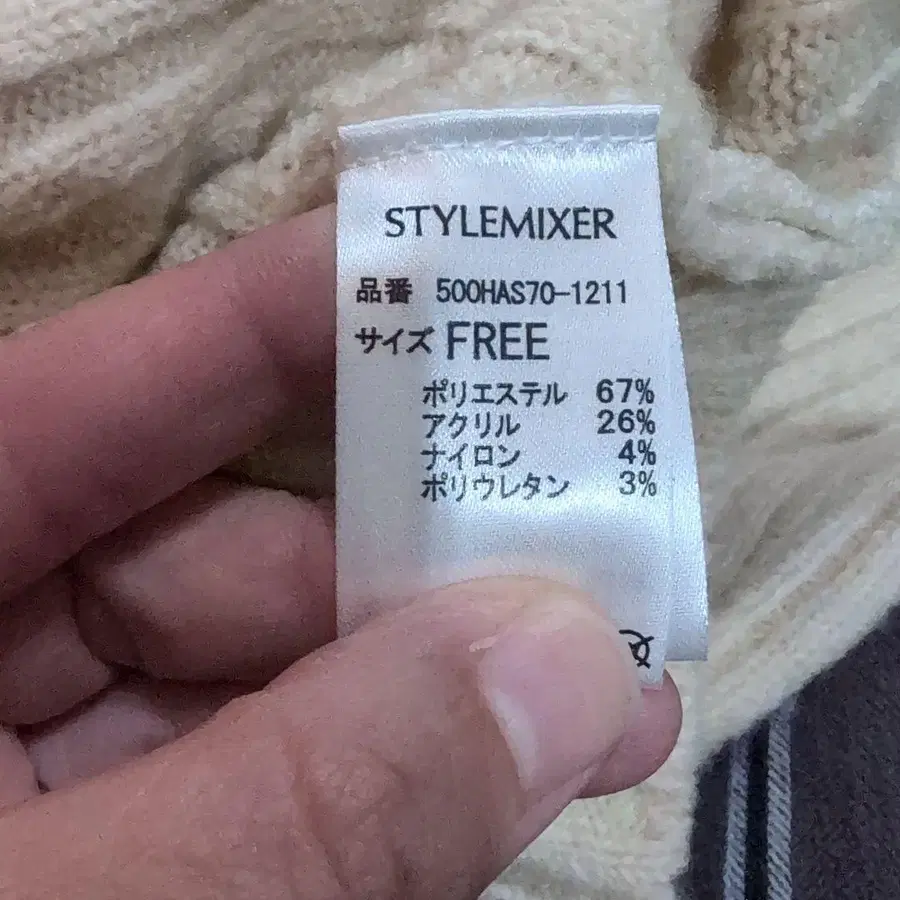 STYLEMIXER
品番 500HAS70-1211
サイズ FREE
ポリエステル 67%
アクリル 26%
ナイロン 4%
ポリウレタン 3%